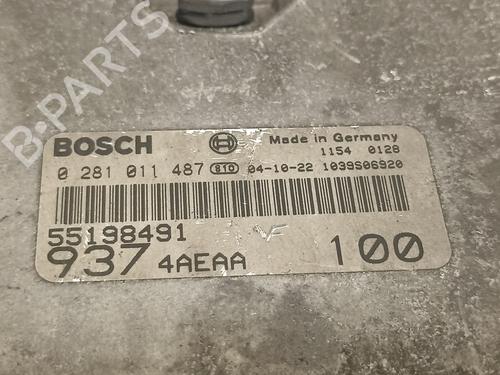 B-PARTS
BOSCH Made in Germany
1154 0128
0 281 011 487 810 04-10-22 1039S06920
55198491
937 4AEAA 100